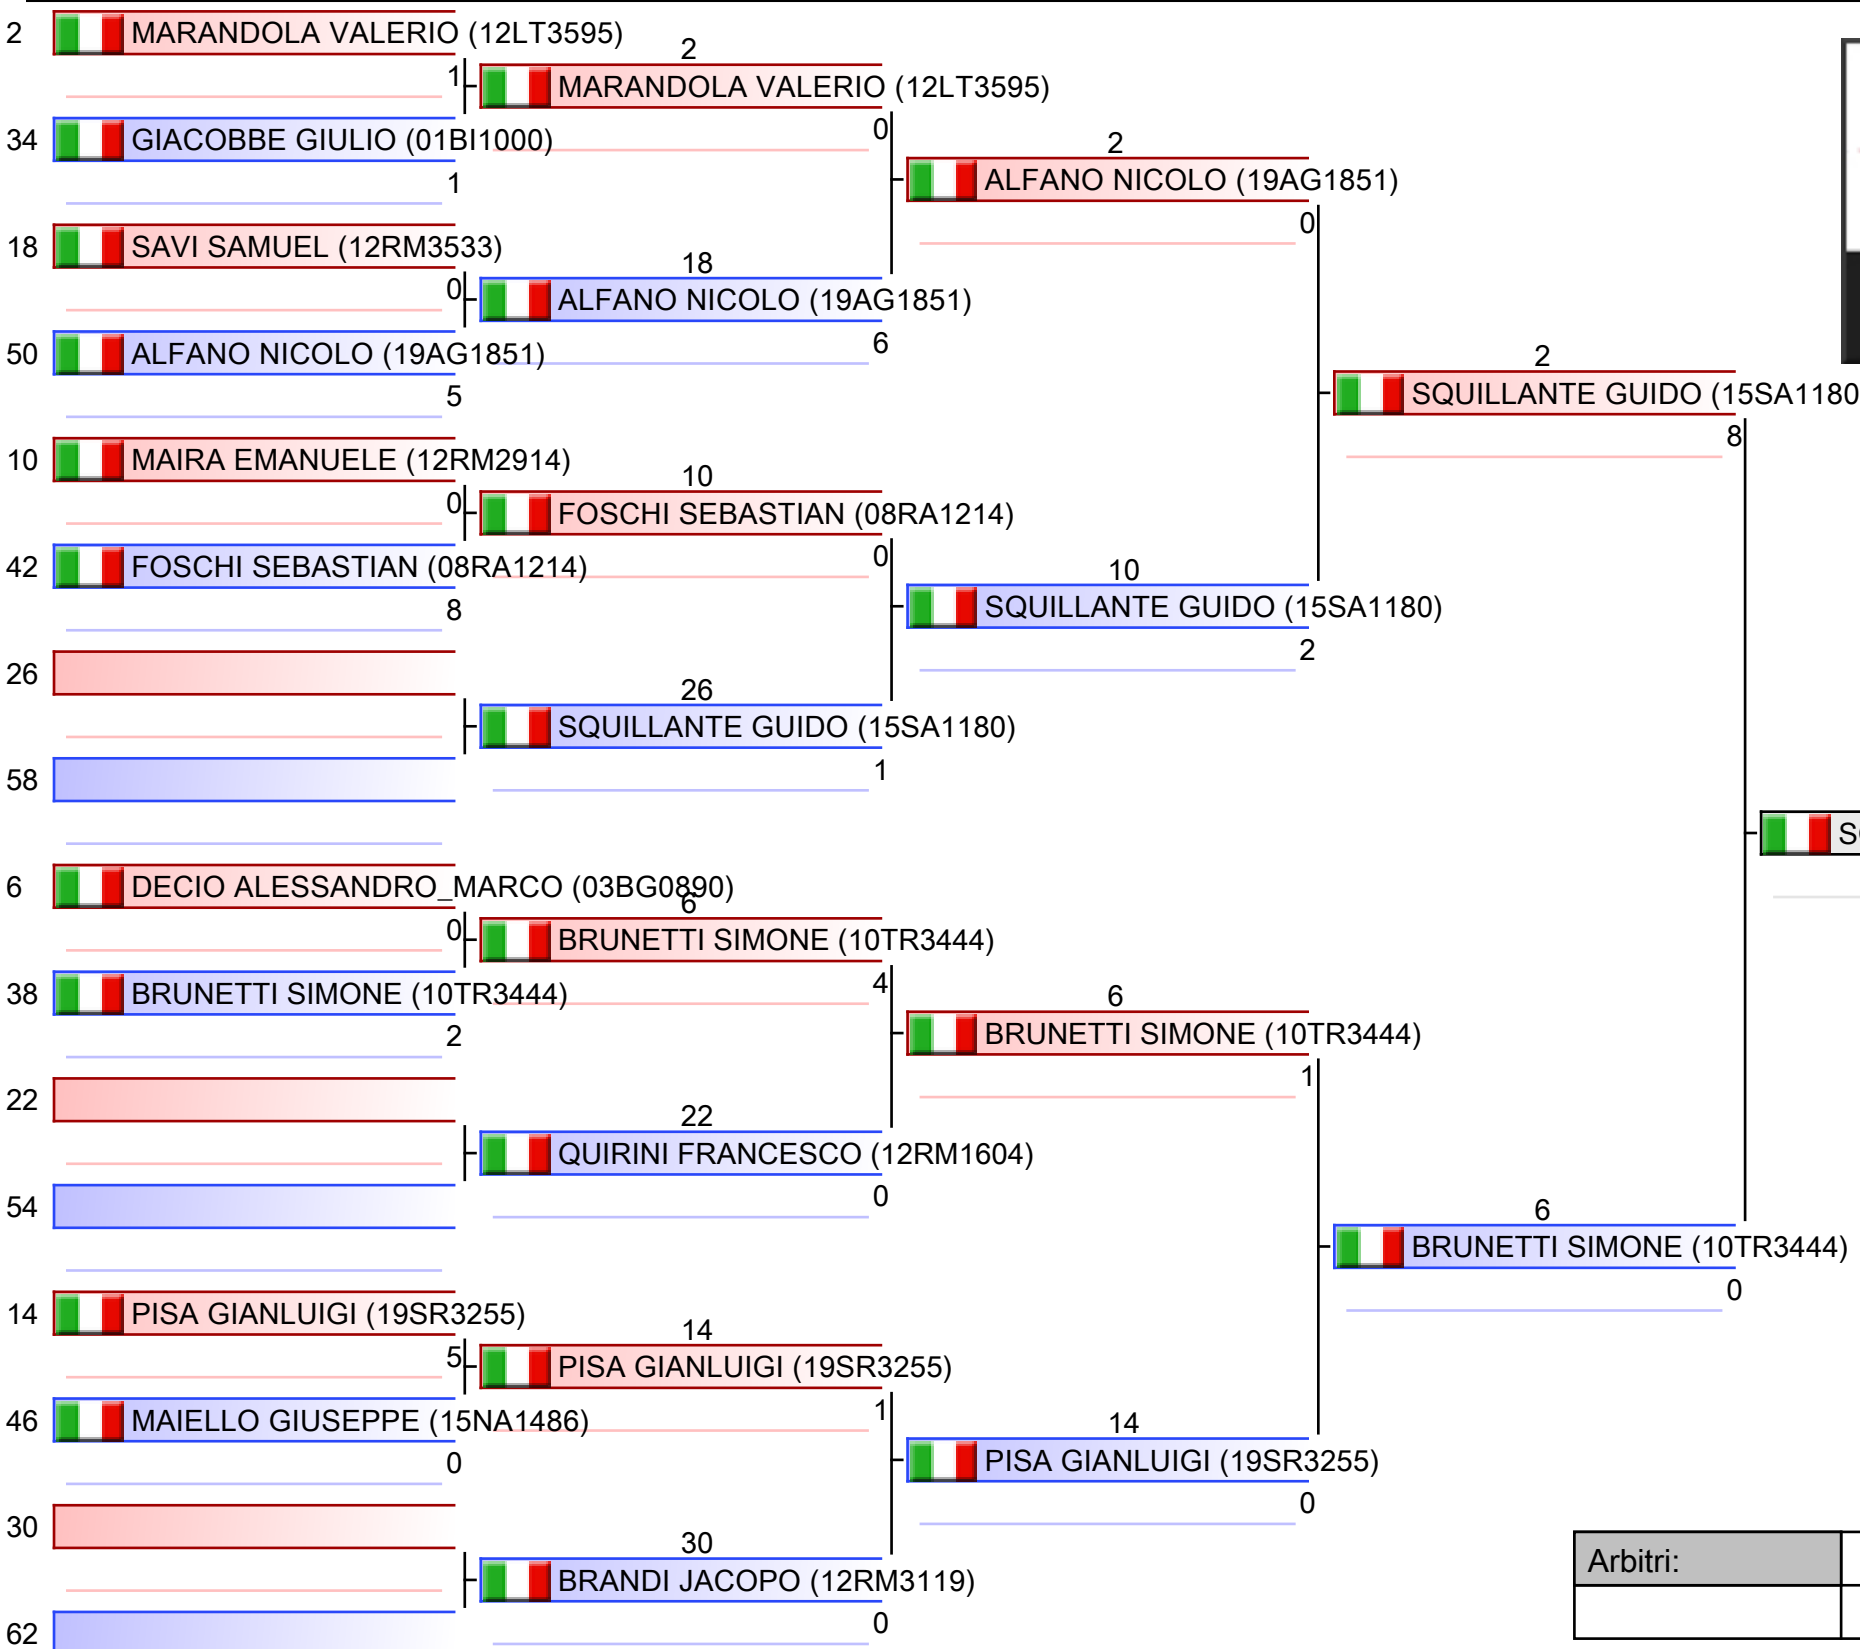 2 MARANDOLA VALERIO (12LT3595)
2
1 MARANDOLA VALERIO (12LT3595)
34 GIACOBBE GIULIO (01BI1000)
0
2
1
ALFANO NICOLO (19AG1851)
0
18 SAVI SAMUEL (12RM3533)
18
0 ALFANO NICOLO (19AG1851)
50 ALFANO NICOLO (19AG1851)
6
2
5
SQUILLANTE GUIDO (15SA1180
8
10 MAIRA EMANUELE (12RM2914)
10
0 FOSCHI SEBASTIAN (08RA1214)
42 FOSCHI SEBASTIAN (08RA1214)
0
10
8
SQUILLANTE GUIDO (15SA1180)
2
26
26
SQUILLANTE GUIDO (15SA1180)
58
1
6 DECIO ALESSANDRO_MARCO (03BG0890)
6
0 BRUNETTI SIMONE (10TR3444)
38 BRUNETTI SIMONE (10TR3444)
4
6
2
BRUNETTI SIMONE (10TR3444)
1
22
22
QUIRINI FRANCESCO (12RM1604)
54
0
6
BRUNETTI SIMONE (10TR3444)
0
14 PISA GIANLUIGI (19SR3255)
14
5 PISA GIANLUIGI (19SR3255)
46 MAIELLO GIUSEPPE (15NA1486)
1
14
0
PISA GIANLUIGI (19SR3255)
0
30
30
BRANDI JACOPO (12RM3119)
62
0
Arbitri: